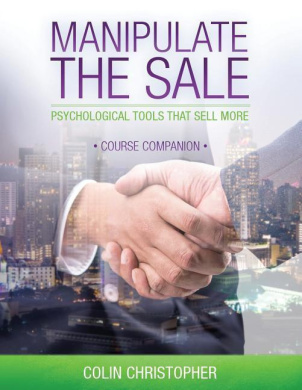 MANIPULATE
THE SALE
PSYCHOLOGICAL TOOLS THAT SELL MORE
• COURSE COMPANION •
COLIN CHRISTOPHER